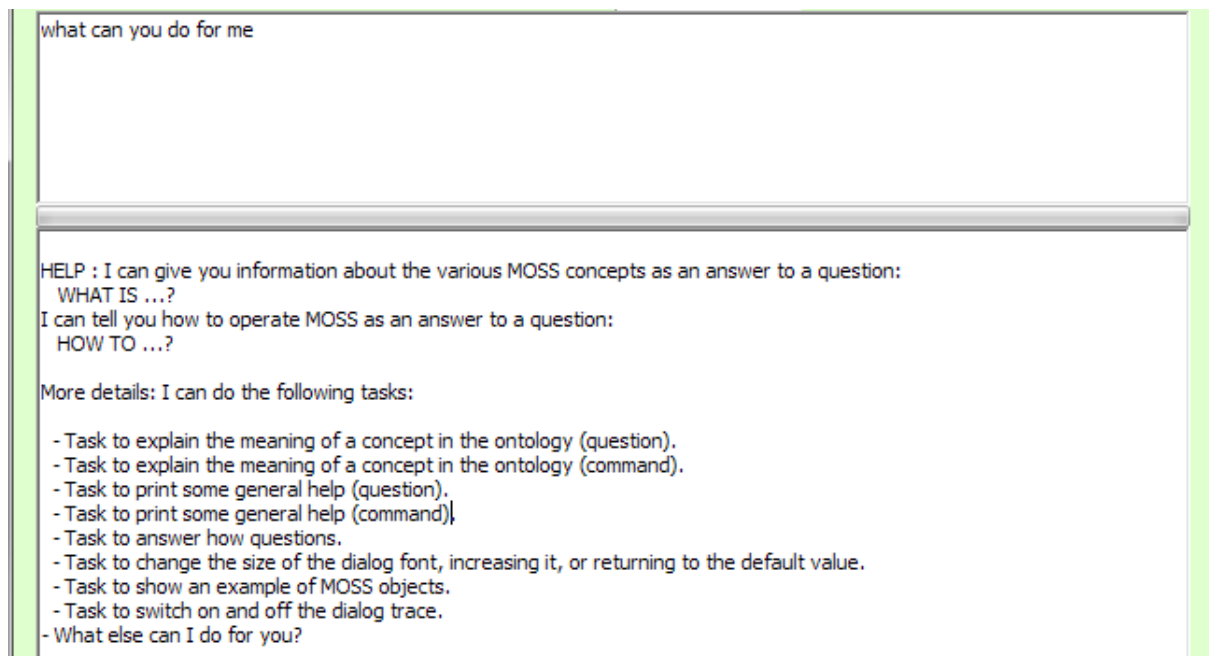 what can you do for me
HELP : I can give you information about the various MOSS concepts as an answer to a question:
WHAT IS ...?
I can tell you how to operate MOSS as an answer to a question:
HOW TO ...?
More details: I can do the following tasks:
- Task to explain the meaning of a concept in the ontology (question).
- Task to explain the meaning of a concept in the ontology (command).
- Task to print some general help (question).
- Task to print some general help (command).
- Task to answer how questions.
- Task to change the size of the dialog font, increasing it, or returning to the default value.
- Task to show an example of MOSS objects.
- Task to switch on and off the dialog trace.
- What else can I do for you?